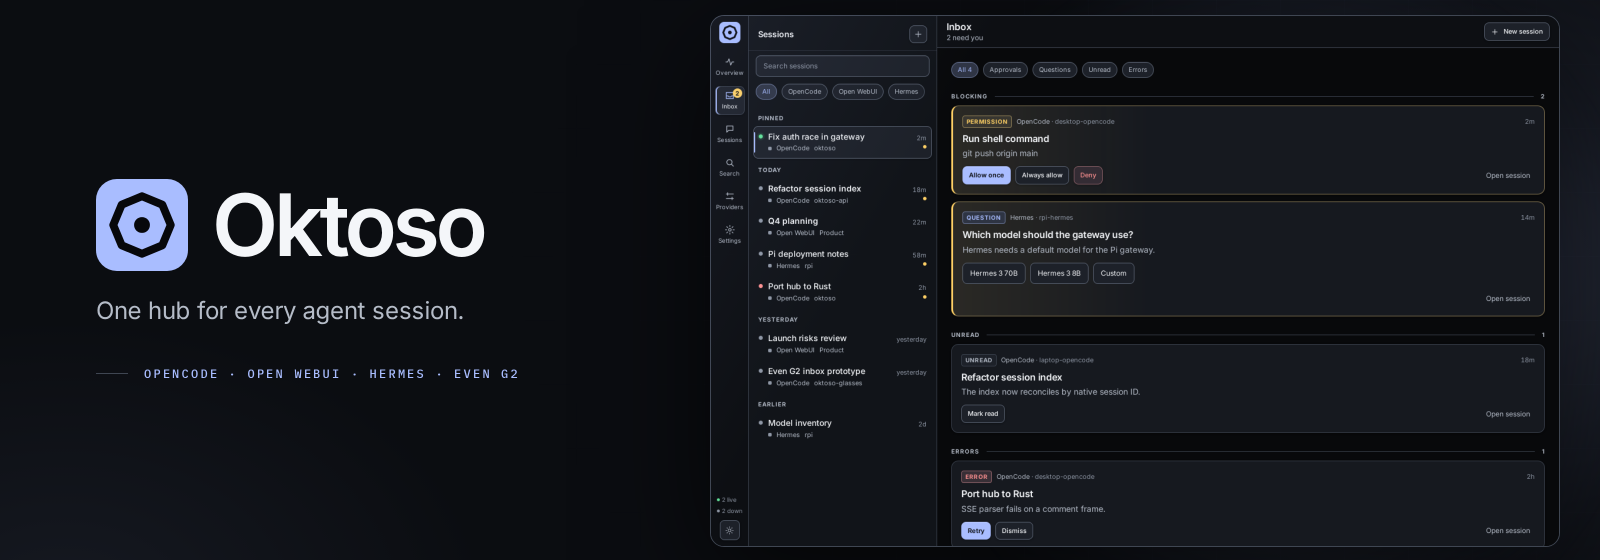 Oktoso
One hub for every agent session.
OPENCODE · OPEN WEBUI · HERMES · EVEN G2
Overview
2
Inbox
Sessions
Search
Providers
Settings
2 live
2 down
Sessions
+
Search sessions
All
OpenCode
Open WebUI
Hermes
PINNED
Fix auth race in gateway 2m
OpenCode oktoso
TODAY
Refactor session index 18m
OpenCode oktoso-api
Q4 planning 22m
Open WebUI Product
Pi deployment notes 58m
Hermes rpi
Port hub to Rust 2h
OpenCode oktoso
YESTERDAY
Launch risks review yesterday
Open WebUI Product
Even G2 inbox prototype yesterday
OpenCode oktoso-glasses
EARLIER
Model inventory 2d
Hermes rpi
Inbox
2 need you
+ New session
All 4
Approvals
Questions
Unread
Errors
BLOCKING 2
PERMISSION OpenCode · desktop-opencode 2m
Run shell command
git push origin main
Allow once Always allow Deny Open session
QUESTION Hermes · rpi-hermes 14m
Which model should the gateway use?
Hermes needs a default model for the Pi gateway.
Hermes 3 70B Hermes 3 8B Custom
Open session
UNREAD 1
UNREAD OpenCode · laptop-opencode 18m
Refactor session index
The index now reconciles by native session ID.
Mark read Open session
ERRORS 1
ERROR OpenCode · desktop-opencode 2h
Port hub to Rust
SSE parser fails on a comment frame.
Retry Dismiss Open session